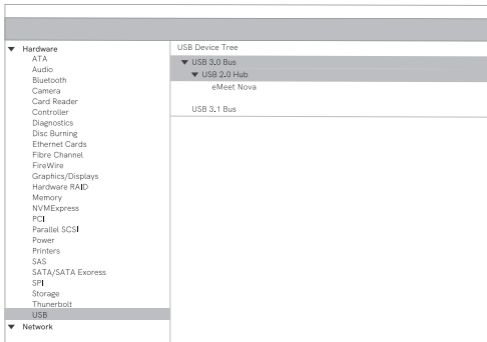 Hardware
ATA
Audio
Bluetooth
Camera
Card Reader
Controller
Diagnostics
Disc Burning
Ethernet Cards
Fibre Channel
FireWire
Graphics/Displays
Hardware RAID
Memory
NVMExpress
PCI
Parallel SCSI
Power
Printers
SAS
SATA/SATA Exoress
SPI
Storage
Thunerbolt
USB
Network
USB Device Tree
USB 3.0 Bus
USB 2.0 Hub
eMeet Nova
USB 3.1 Bus